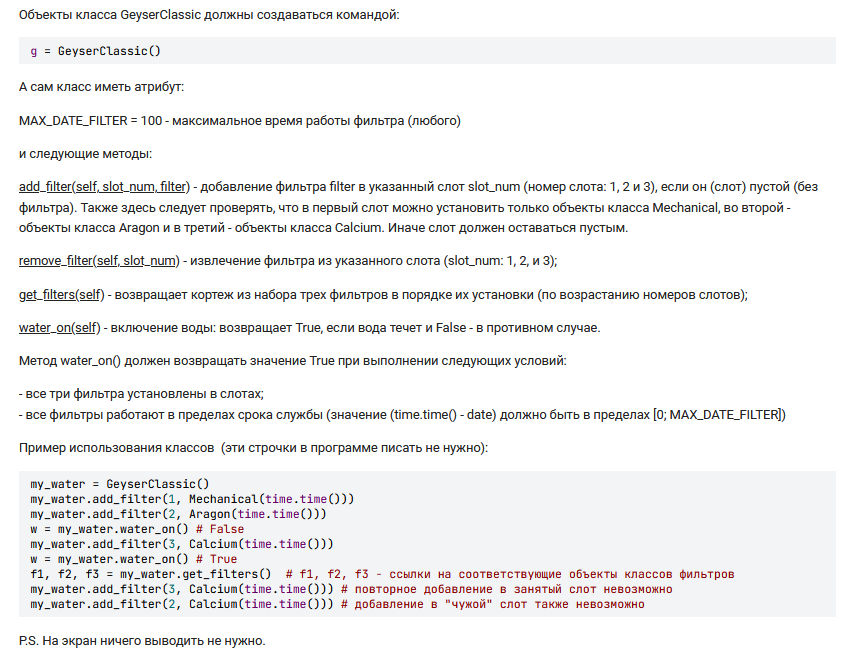 Объекты класса GeyserClassic должны создаваться командой:
g = GeyserClassic()
А сам класс иметь атрибут:
MAX_DATE_FILTER = 100 - максимальное время работы фильтра (любого)
и следующие методы:
add_filter(self, slot_num, filter) - добавление фильтра filter в указанный слот slot_num (номер слота: 1, 2 и 3), если он (слот) пустой (без
фильтра). Также здесь следует проверять, что в первый слот можно установить только объекты класса Mechanical, во второй -
объекты класса Aragon и в третий - объекты класса Calcium. Иначе слот должен оставаться пустым.
remove_filter(self, slot_num) - извлечение фильтра из указанного слота (slot_num: 1, 2, и 3);
get_filters(self) - возвращает кортеж из набора трех фильтров в порядке их установки (по возрастанию номеров слотов);
water_on(self) - включение воды: возвращает True, если вода течет и False - в противном случае.
Метод water_on() должен возвращать значение True при выполнении следующих условий:
- все три фильтра установлены в слотах;
- все фильтры работают в пределах срока службы (значение (time.time() - date) должно быть в пределах [0; MAX_DATE_FILTER])
Пример использования классов (эти строчки в программе писать не нужно):
my_water = GeyserClassic()
my_water.add_filter(1, Mechanical(time.time()))
my_water.add_filter(2, Aragon(time.time()))
w = my_water.water_on() # False
my_water.add_filter(3, Calcium(time.time()))
w = my_water.water_on() # True
f1, f2, f3 = my_water.get_filters()  # f1, f2, f3 - ссылки на соответствующие объекты классов фильтров
my_water.add_filter(3, Calcium(time.time())) # повторное добавление в занятый слот невозможно
my_water.add_filter(2, Calcium(time.time())) # добавление в "чужой" слот также невозможно
P.S. На экран ничего выводить не нужно.